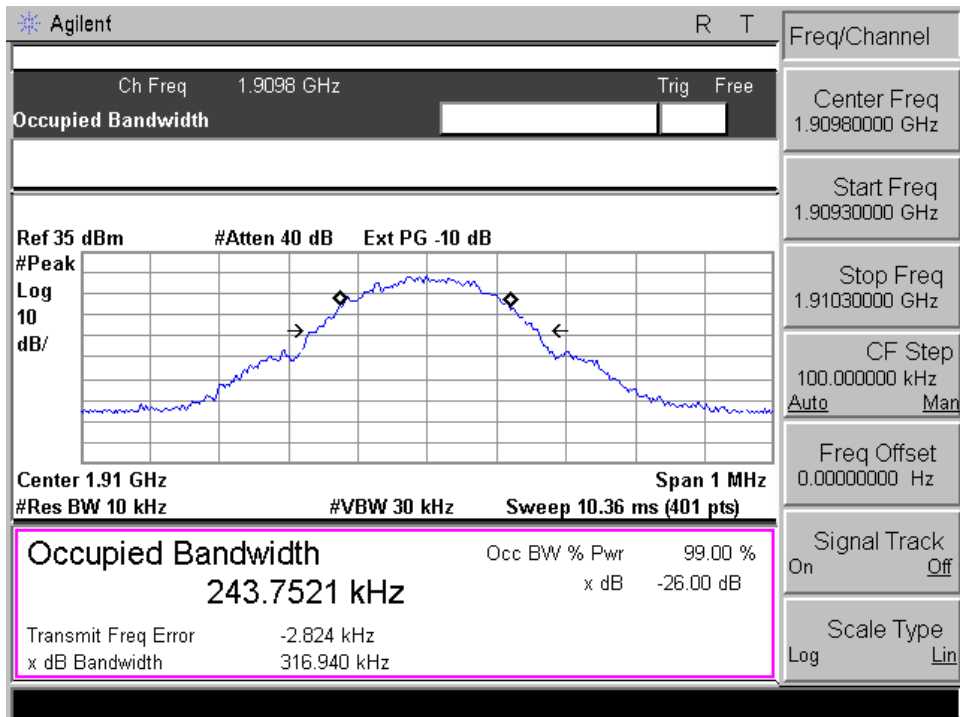 Agilent R T
Ch Freq 1.9098 GHz Trig Free
Occupied Bandwidth
Ref 35 dBm #Atten 40 dB Ext PG -10 dB
#Peak
Log
10
dB/
Center 1.91 GHz Span 1 MHz
#Res BW 10 kHz #VBW 30 kHz Sweep 10.36 ms (401 pts)
Occupied Bandwidth Occ BW % Pwr 99.00 %
243.7521 kHz x dB -26.00 dB
Transmit Freq Error -2.824 kHz
x dB Bandwidth 316.940 kHz
Freq/Channel
Center Freq
1.90980000 GHz
Start Freq
1.90930000 GHz
Stop Freq
1.91030000 GHz
CF Step
100.000000 kHz
Auto Man
Freq Offset
0.00000000 Hz
Signal Track
On Off
Scale Type
Log Lin